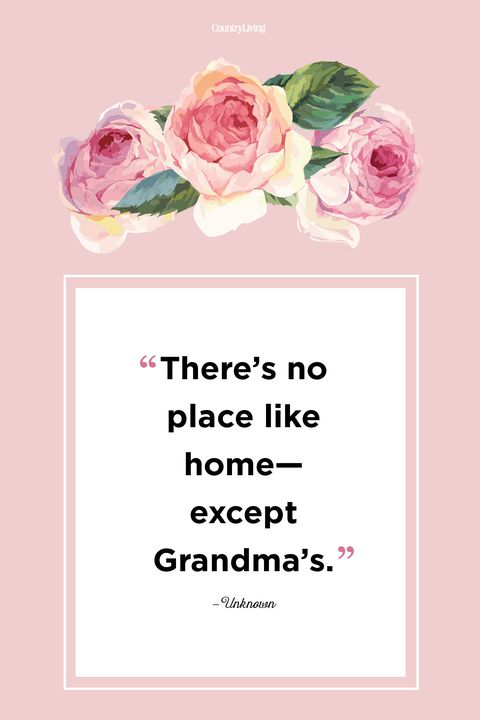 CountryLiving
“There’s no
place like
home—
except
Grandma’s.”
–Unknown